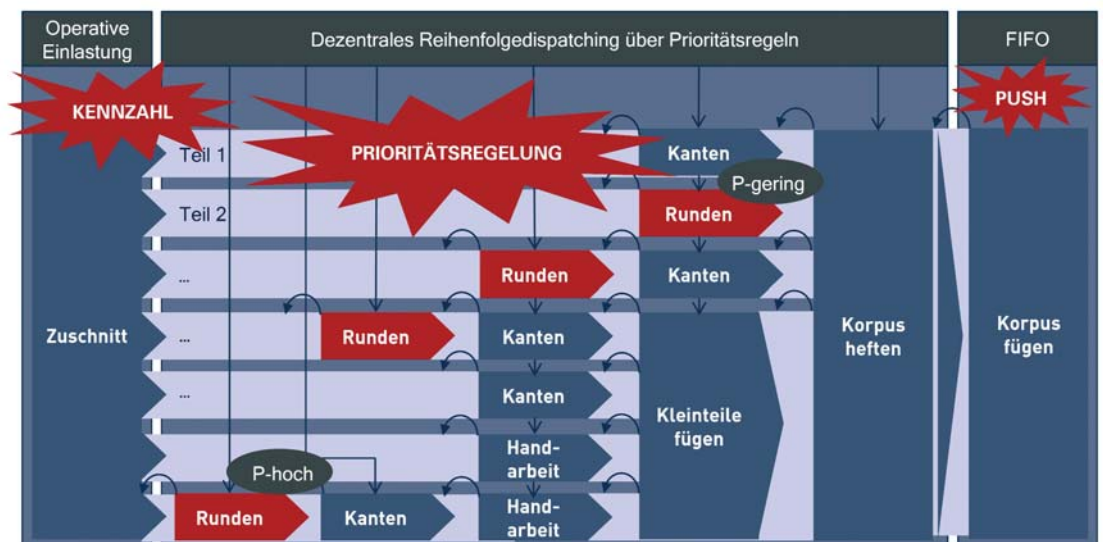 Operative
Einlastung
Dezentrales Reihenfolgedispatching über Prioritätsregeln
FIFO
KENNZAHL
PRIORITÄTSREGELUNG
PUSH
Teil 1
Kanten
P-gering
Teil 2
Runden
...
Runden
Kanten
Zuschnitt
...
Runden
Kanten
Korpus
heften
Korpus
fügen
...
Kanten
Kleinteile
fügen
Hand-
arbeit
P-hoch
Runden
Kanten
Hand-
arbeit